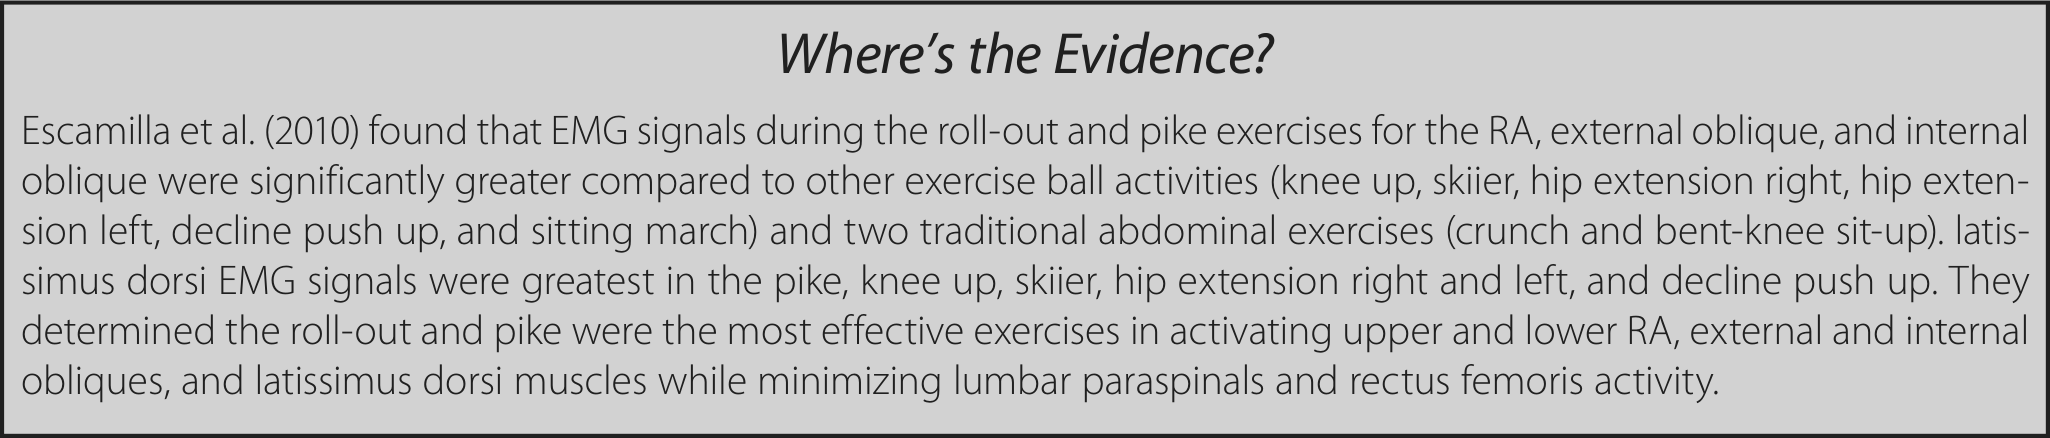 Where’s the Evidence?
Escamilla et al. (2010) found that EMG signals during the roll-out and pike exercises for the RA, external oblique, and internal
oblique were significantly greater compared to other exercise ball activities (knee up, skiier, hip extension right, hip exten-
sion left, decline push up, and sitting march) and two traditional abdominal exercises (crunch and bent-knee sit-up). latis-
simus dorsi EMG signals were greatest in the pike, knee up, skiier, hip extension right and left, and decline push up. They
determined the roll-out and pike were the most effective exercises in activating upper and lower RA, external and internal
obliques, and latissimus dorsi muscles while minimizing lumbar paraspinals and rectus femoris activity.